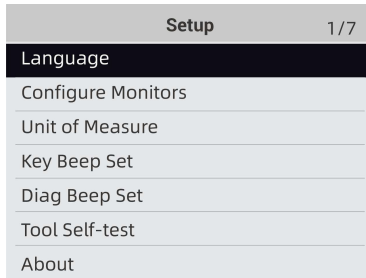 Setup 1/7
Language
Configure Monitors
Unit of Measure
Key Beep Set
Diag Beep Set
Tool Self-test
About